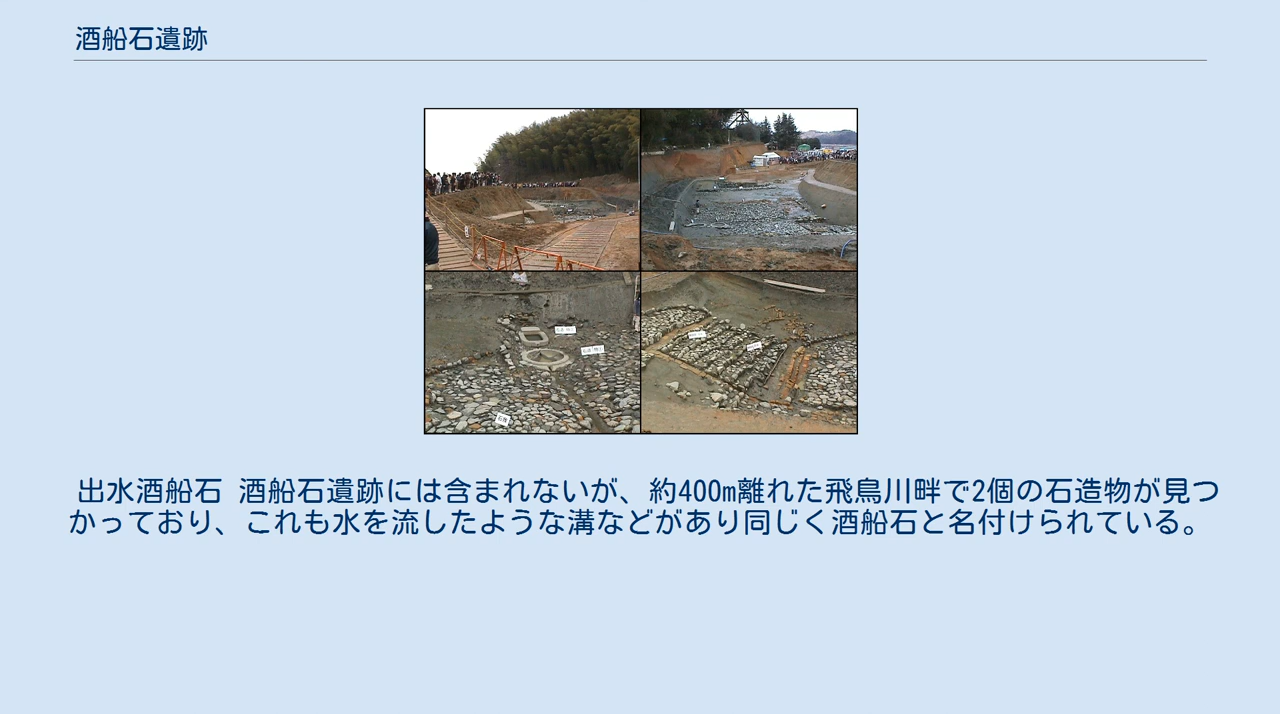 酒船石遺跡
出水酒船石 酒船石遺跡には含まれないが、約400m離れた飛鳥川畔で2個の石造物が見つ
かっており、これも水を流したような溝などがあり同じく酒船石と名付けられている。